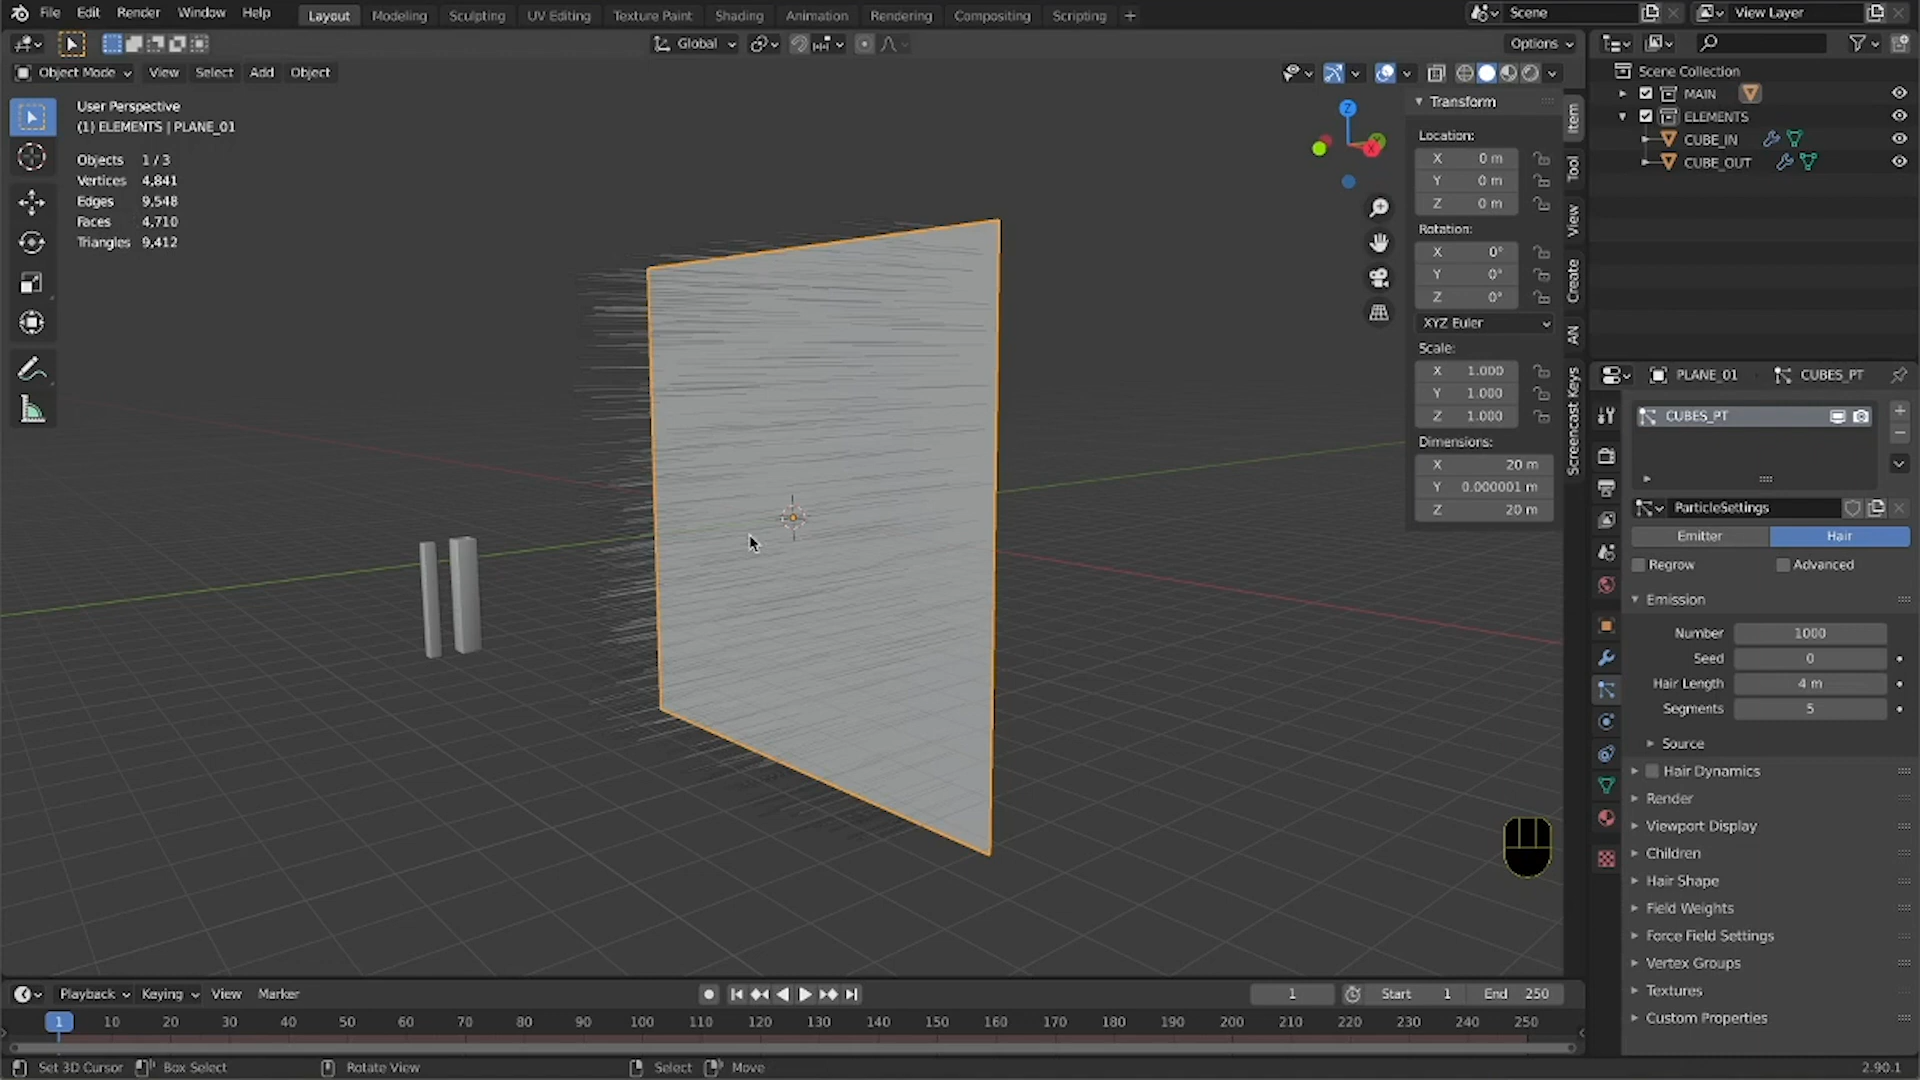 File Edit Render Window Help Layout Modeling Sculpting UV Editing Texture Paint Shading Animation Rendering Compositing Scripting + Scene View Layer
Global Options
Object Mode View Select Add Object
User Perspective
(1) ELEMENTS | PLANE_01
Objects 1 / 3
Vertices 4,841
Edges 9,548
Faces 4,710
Triangles 9,412
Z
X
Transform
Location:
X 0 m
Y 0 m
Z 0 m
Rotation:
X 0°
Y 0°
Z 0°
XYZ Euler
Scale:
X 1.000
Y 1.000
Z 1.000
Dimensions:
X 20 m
Y 0.000001 m
Z 20 m
Item
Tool
View
Create
AN
Screencast Keys
Scene Collection
MAIN
ELEMENTS
CUBE_IN
CUBE_OUT
PLANE_01 CUBES_PT
CUBES_PT
ParticleSettings
Emitter Hair
Regrow Advanced
Emission
Number 1000
Seed 0
Hair Length 4 m
Segments 5
Source
Hair Dynamics
Render
Viewport Display
Children
Hair Shape
Field Weights
Force Field Settings
Vertex Groups
Textures
Custom Properties
Playback Keying View Marker 1 Start 1 End 250
1 10 20 30 40 50 60 70 80 90 100 110 120 130 140 150 160 170 180 190 200 210 220 230 240 250
Set 3D Cursor Box Select Rotate View Select Move 2.90.1